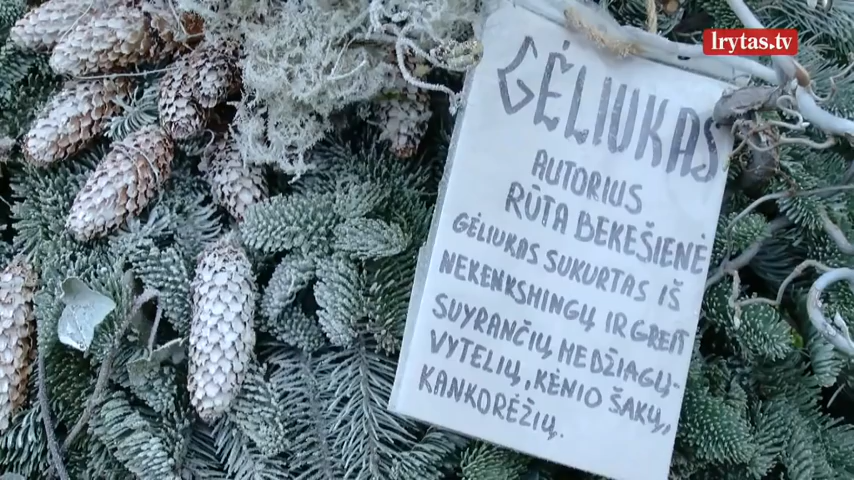 lrytas.tv
GĖLIUKAS
AUTORIUS
RŪTA BEKEŠIENĖ
GĖLIUKAS SUKURTAS IŠ
NEKENKSHINGŲ IR GREIT
SUYRANČIŲ MEDŽIAGŲ-
VYTELIŲ, KĖNIO ŠAKŲ,
KANKORĖŽIŲ.